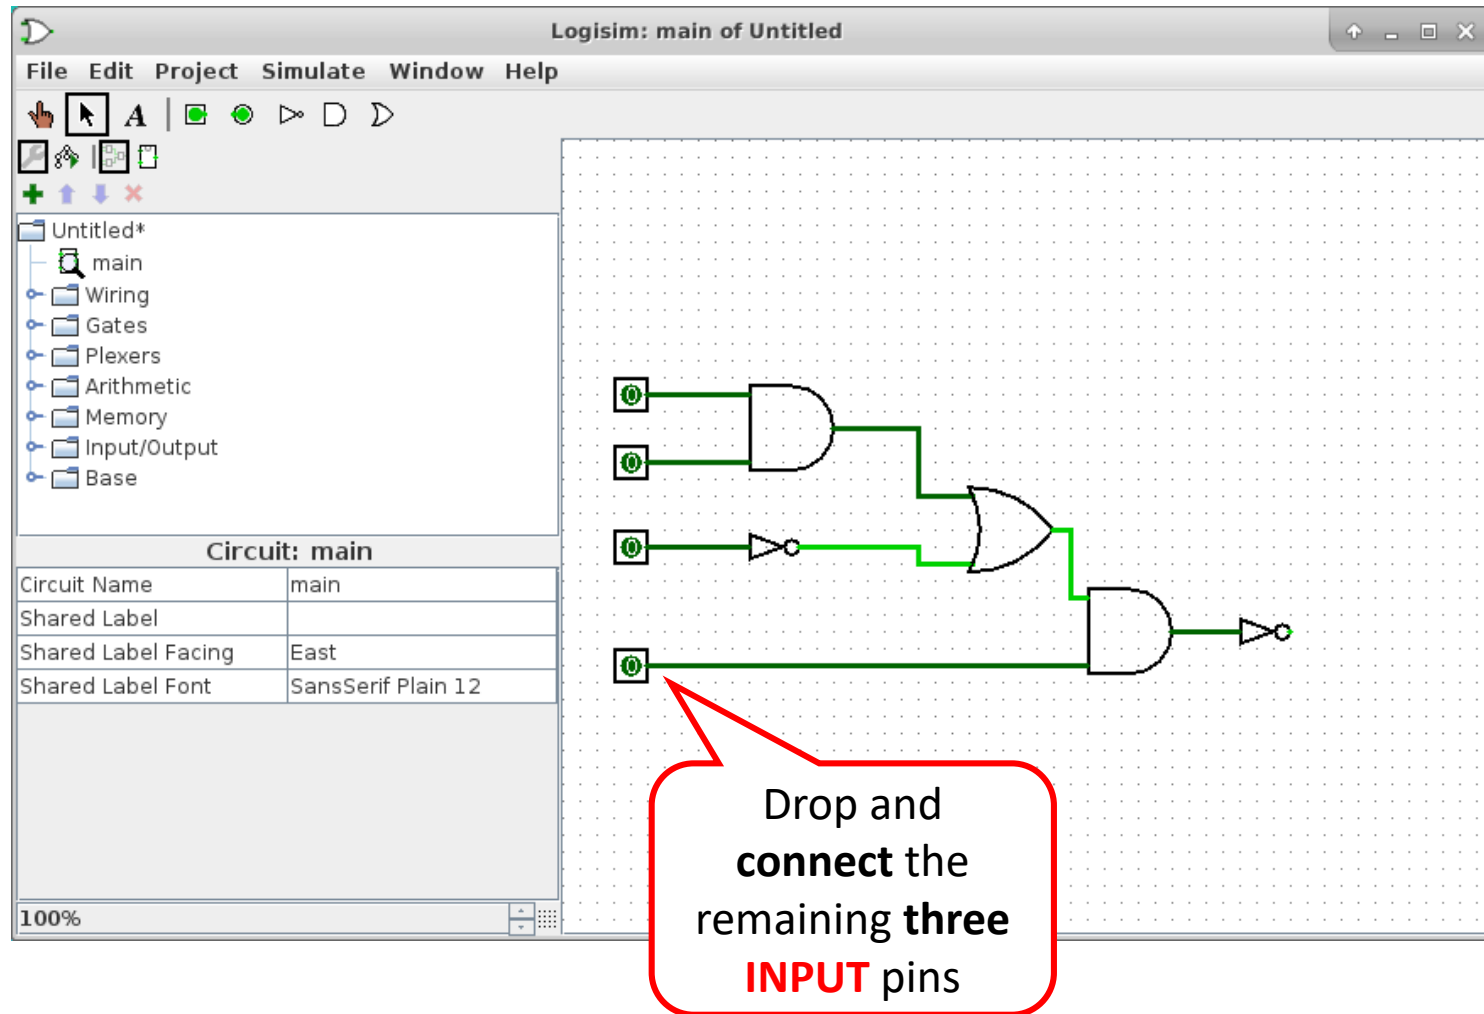 Logisim: main of Untitled
File Edit Project Simulate Window Help
A
Untitled*
main
Wiring
Gates
Plexers
Arithmetic
Memory
Input/Output
Base
Circuit: main
Circuit Name main
Shared Label
Shared Label Facing East
Shared Label Font SansSerif Plain 12
100%
0
0
0
0
Drop and
connect the
remaining three
INPUT pins